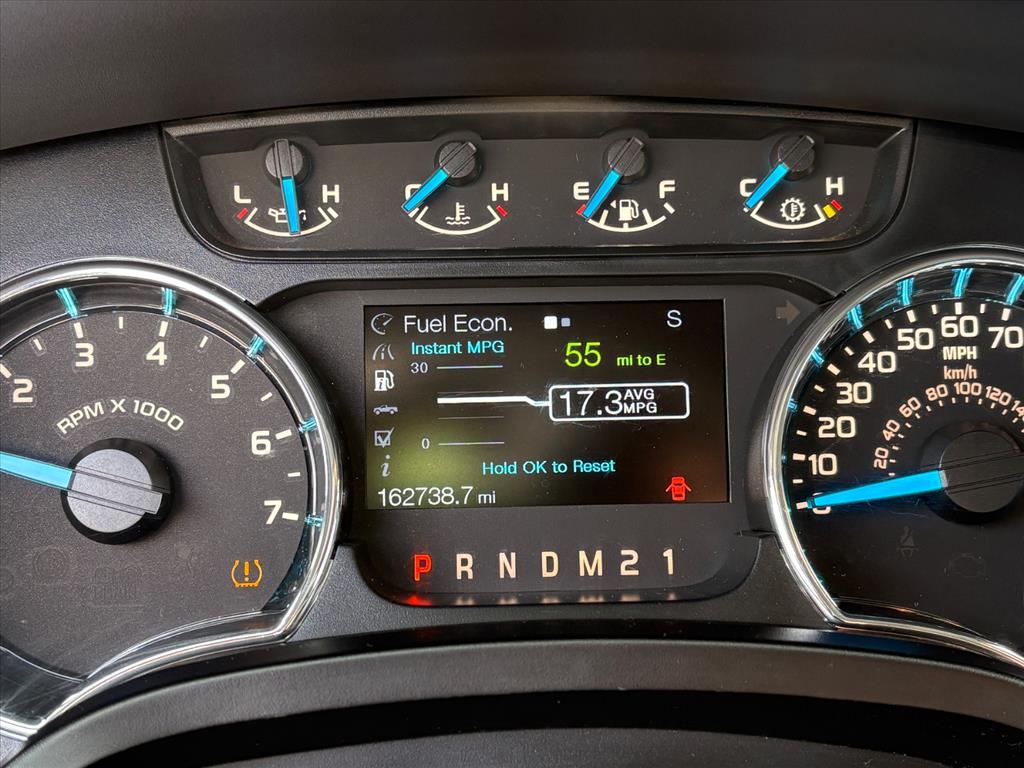 L H
C H
E F
C H
Fuel Econ. S
Instant MPG
30
55 mi to E
17.3 AVG MPG
0
Hold OK to Reset
162738.7 mi
P R N D M 2 1
2 3 4 5 6 7
RPM X 1000
0 10 20 30 40 50 60 70
MPH
km/h
20 40 60 80 100 120